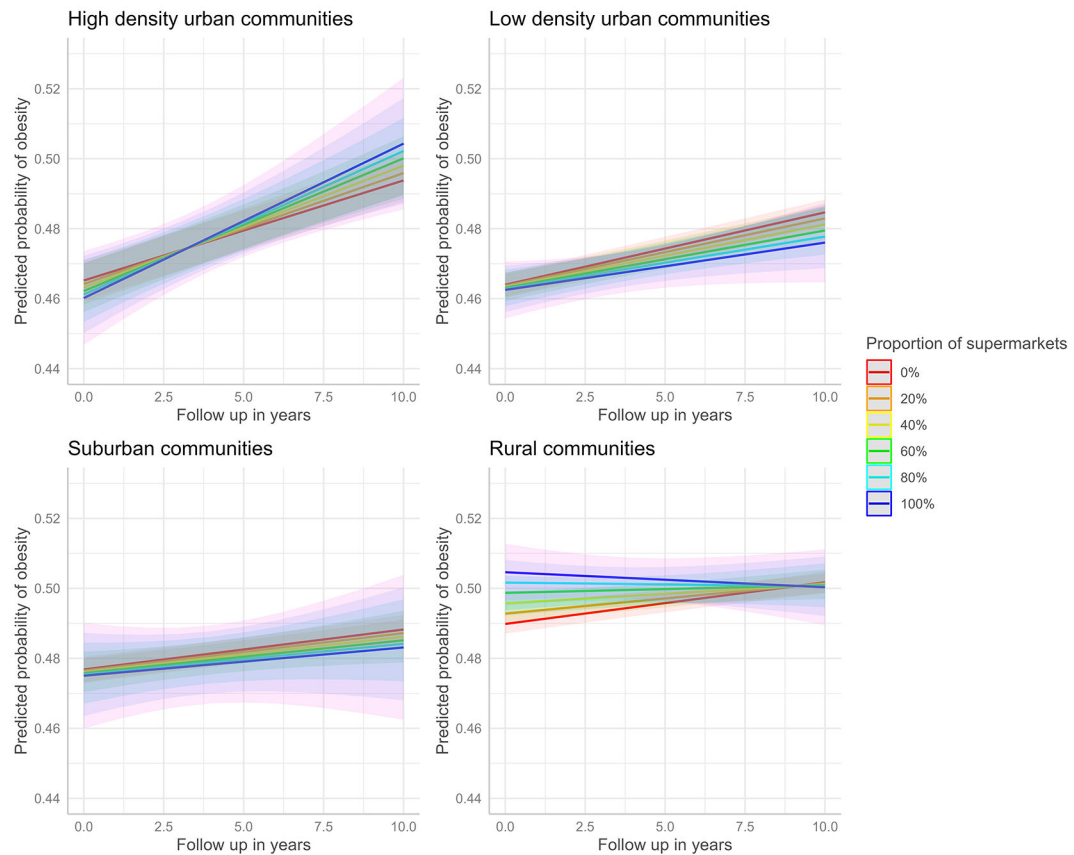 High density urban communities
Predicted probability of obesity
0.52
0.50
0.48
0.46
0.44
0.0 2.5 5.0 7.5 10.0
Follow up in years
Low density urban communities
Predicted probability of obesity
0.52
0.50
0.48
0.46
0.44
0.0 2.5 5.0 7.5 10.0
Follow up in years
Suburban communities
Predicted probability of obesity
0.52
0.50
0.48
0.46
0.44
0.0 2.5 5.0 7.5 10.0
Follow up in years
Rural communities
Predicted probability of obesity
0.52
0.50
0.48
0.46
0.44
0.0 2.5 5.0 7.5 10.0
Follow up in years
Proportion of supermarkets
0%
20%
40%
60%
80%
100%